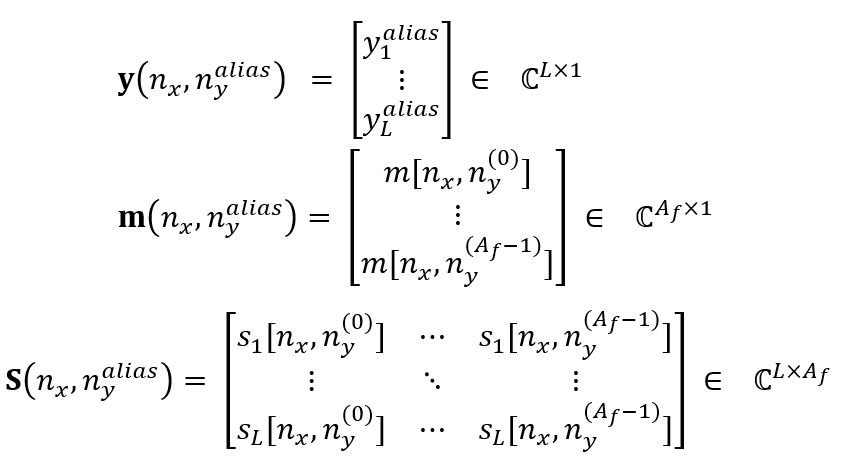 𝐲(n_x, n_y^{alias}) = [y_1^{alias} ⋮ y_L^{alias}] ∈ ℂ^{L×1}
𝐦(n_x, n_y^{alias}) = [m[n_x, n_y^{(0)}] ⋮ m[n_x, n_y^{(A_f−1)}]] ∈ ℂ^{A_f×1}
𝐒(n_x, n_y^{alias}) = [s_1[n_x, n_y^{(0)}] ⋯ s_1[n_x, n_y^{(A_f−1)}] ⋮ ⋱ ⋮ s_L[n_x, n_y^{(0)}] ⋯ s_L[n_x, n_y^{(A_f−1)}]] ∈ ℂ^{L×A_f}